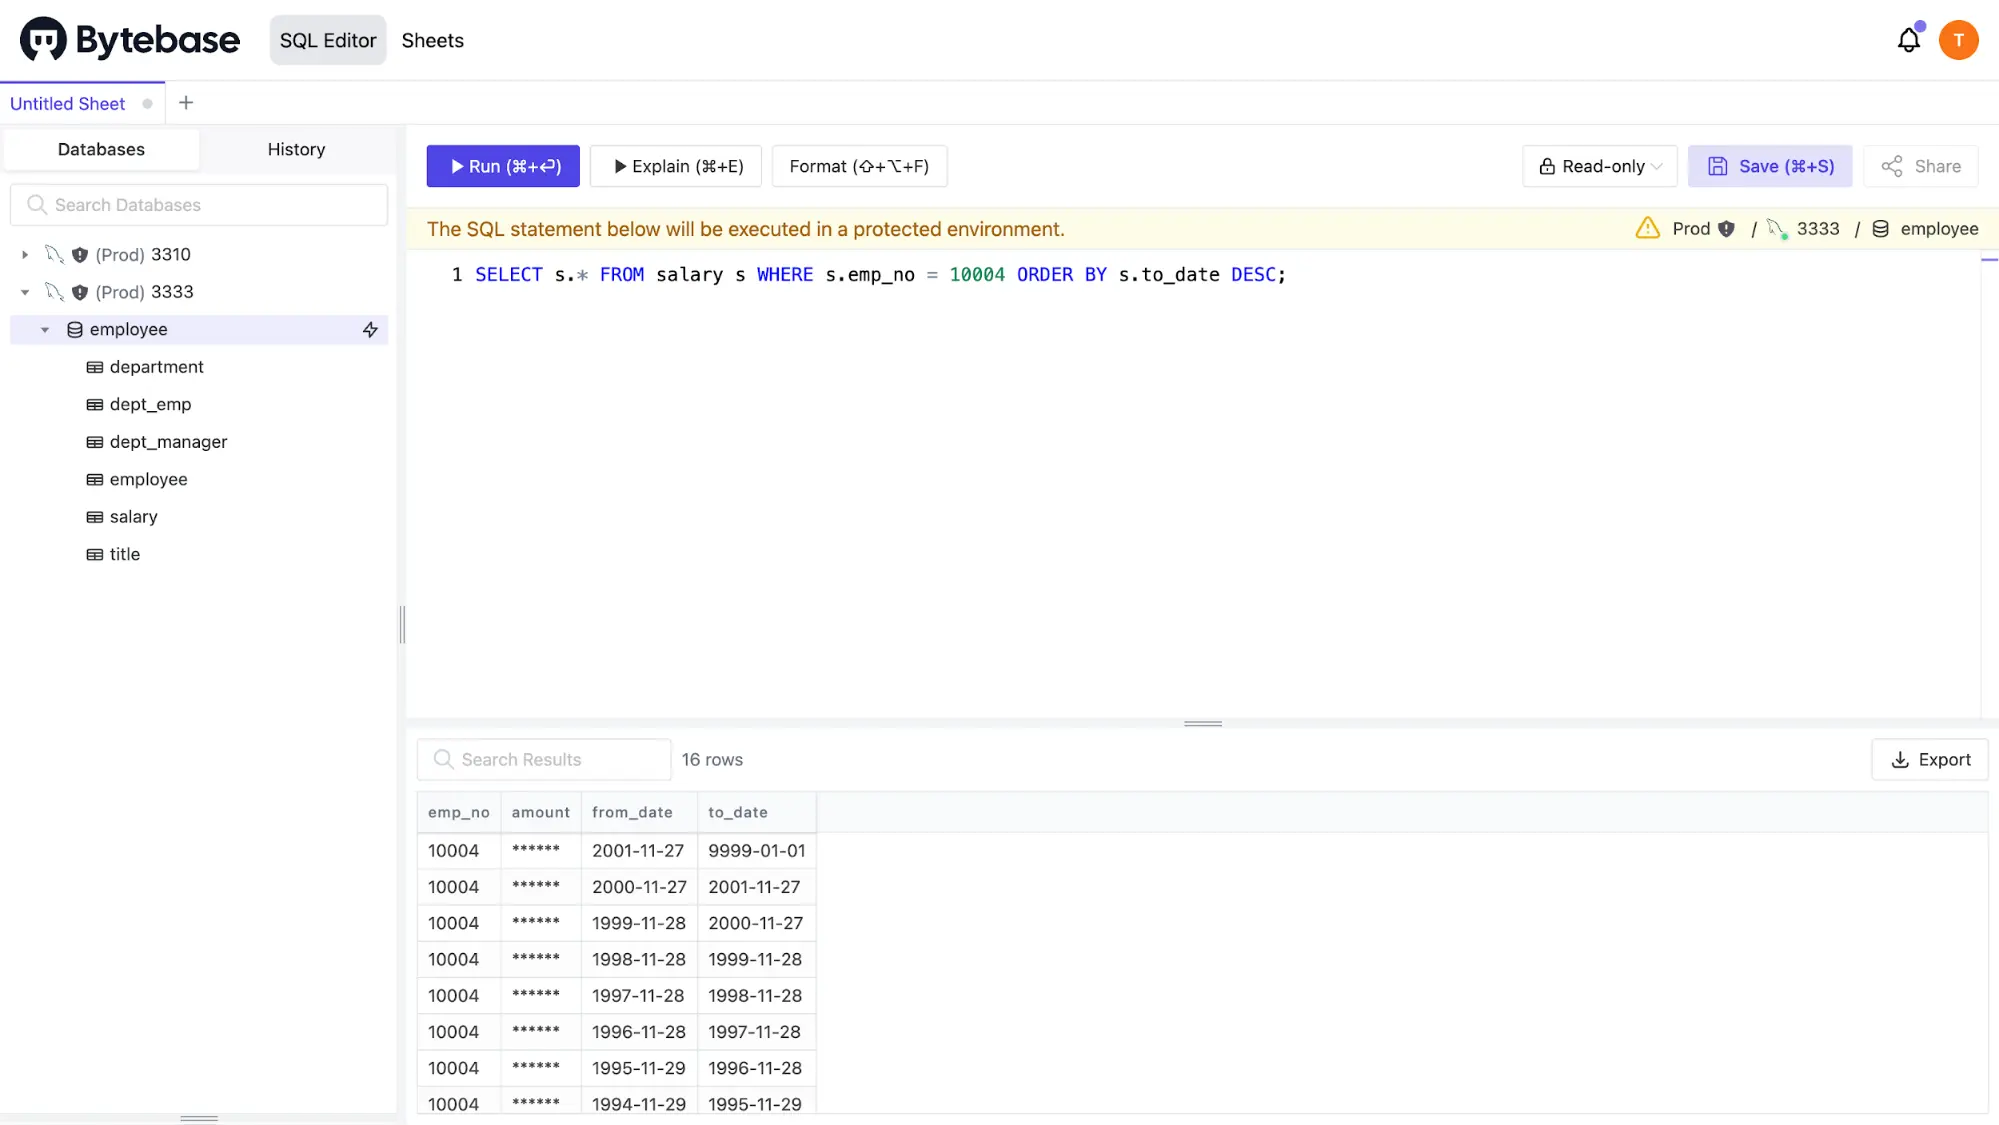 Bytebase SQL Editor Sheets T
Untitled Sheet +
Databases History
Search Databases
(Prod) 3310
(Prod) 3333
employee
department
dept_emp
dept_manager
employee
salary
title
Run (⌘+⏎) Explain (⌘+E) Format (⇧+⌥+F) Read-only Save (⌘+S) Share
The SQL statement below will be executed in a protected environment. Prod / 3333 / employee
1 SELECT s.* FROM salary s WHERE s.emp_no = 10004 ORDER BY s.to_date DESC;
Search Results 16 rows Export
emp_no amount from_date to_date
10004 ****** 2001-11-27 9999-01-01
10004 ****** 2000-11-27 2001-11-27
10004 ****** 1999-11-28 2000-11-27
10004 ****** 1998-11-28 1999-11-28
10004 ****** 1997-11-28 1998-11-28
10004 ****** 1996-11-28 1997-11-28
10004 ****** 1995-11-29 1996-11-28
10004 ****** 1994-11-29 1995-11-29